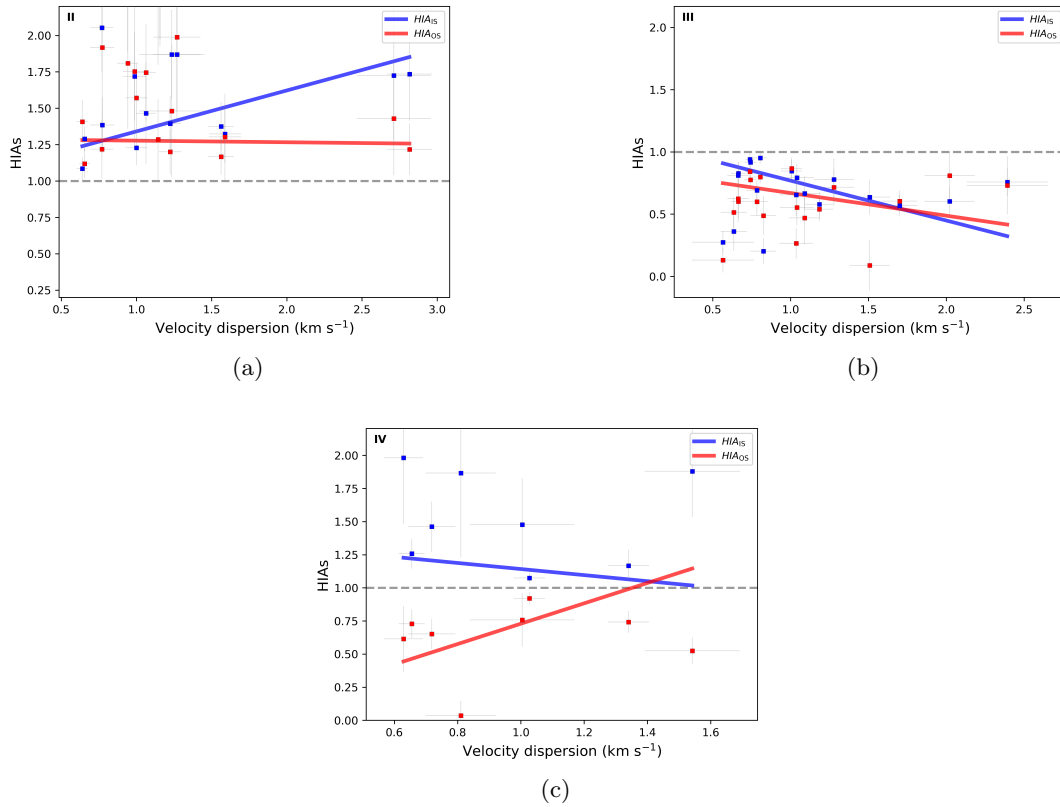 II
HIA_IS
HIA_OS
2.00
1.75
1.50
1.25
1.00
0.75
0.50
0.25
HIAs
0.5 1.0 1.5 2.0 2.5 3.0
Velocity dispersion (km s⁻¹)
(a)
III
HIA_IS
HIA_OS
2.0
1.5
1.0
0.5
0.0
HIAs
0.5 1.0 1.5 2.0 2.5
Velocity dispersion (km s⁻¹)
(b)
IV
HIA_IS
HIA_OS
2.00
1.75
1.50
1.25
1.00
0.75
0.50
0.25
0.00
HIAs
0.6 0.8 1.0 1.2 1.4 1.6
Velocity dispersion (km s⁻¹)
(c)